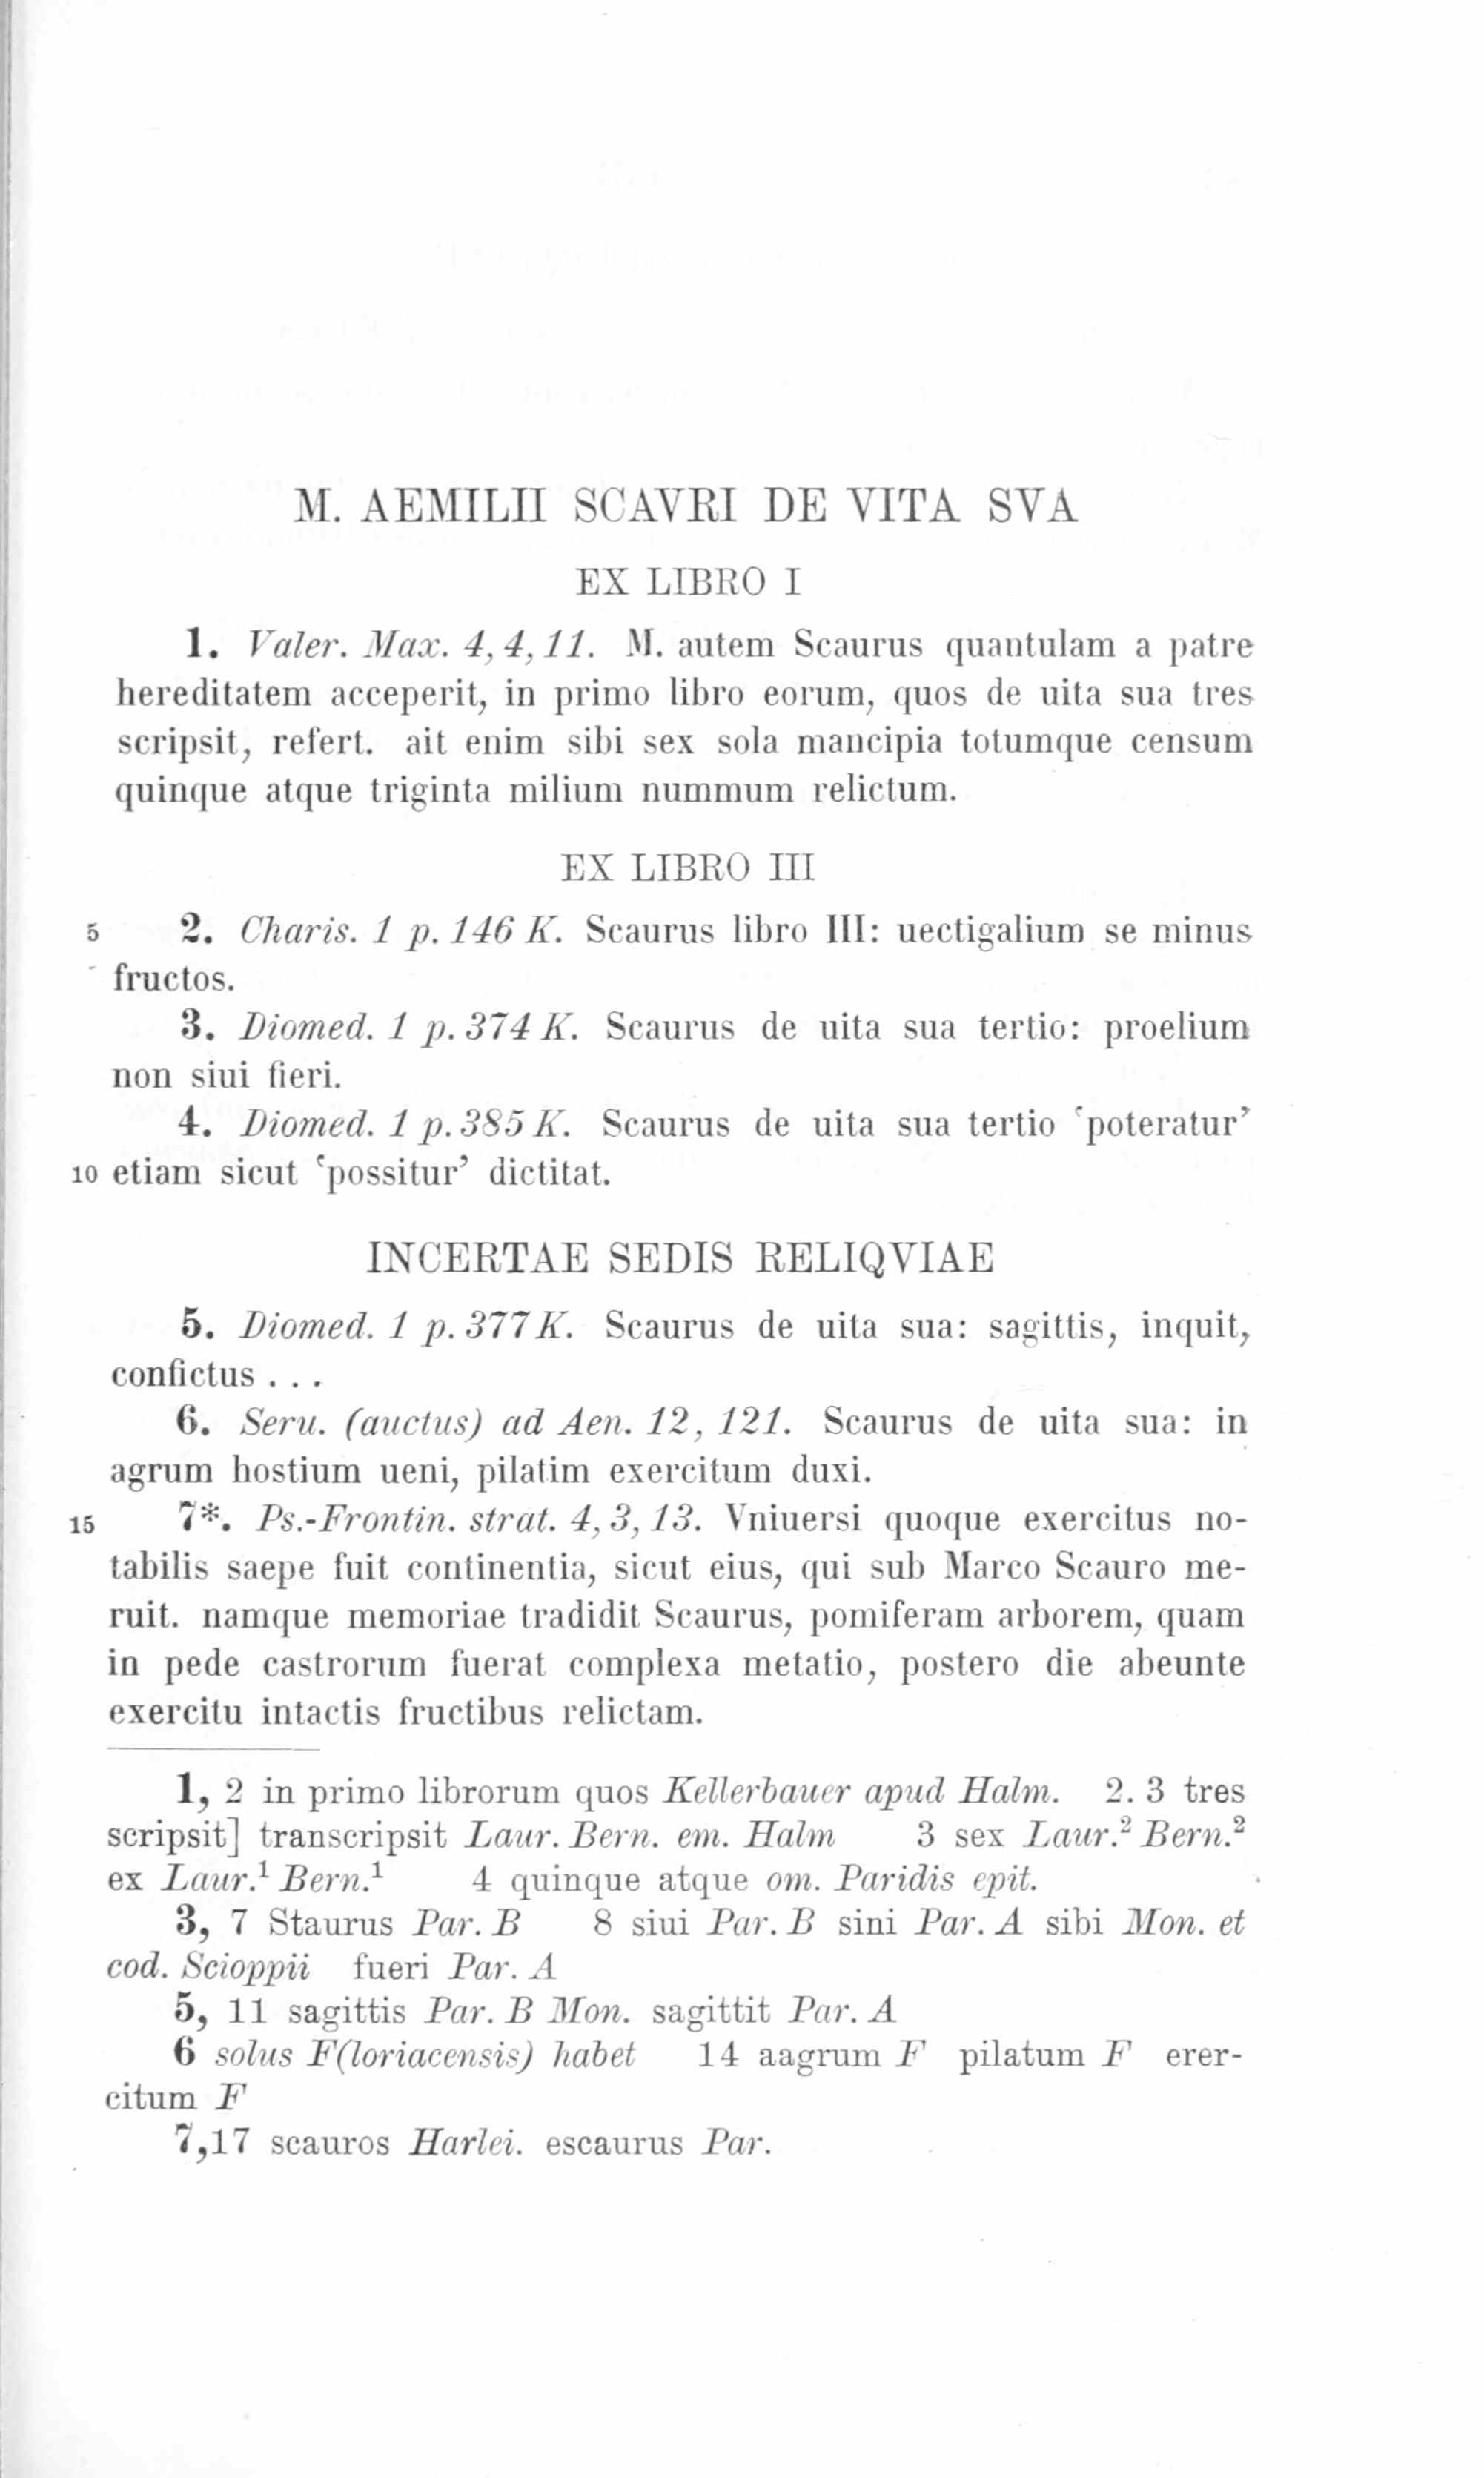 M. AEMILII SCAVRI DE VITA SVA
EX LIBRO I
1. Valer. Max. 4, 4, 11. M. autem Scaurus quantulam a patre
hereditatem acceperit, in primo libro eorum, quos de uita sua tres
scripsit, refert. ait enim sibi sex sola mancipia totumque censum
quinque atque triginta milium nummum relictum.
EX LIBRO III
5 2. Charis. 1 p. 146 K. Scaurus libro III: uectigalium se minus
fructos.
3. Diomed. 1 p. 374 K. Scaurus de uita sua tertio: proelium
non siui fieri.
4. Diomed. 1 p. 385 K. Scaurus de uita sua tertio ‘poteratur’
10 etiam sicut ‘possitur’ dictitat.
INCERTAE SEDIS RELIQVIAE
5. Diomed. 1 p. 377 K. Scaurus de uita sua: sagittis, inquit,
confictus . . .
6. Seru. (auctus) ad Aen. 12, 121. Scaurus de uita sua: in
agrum hostium ueni, pilatim exercitum duxi.
15 7*. Ps.-Frontin. strat. 4, 3, 13. Vniuersi quoque exercitus no-
tabilis saepe fuit continentia, sicut eius, qui sub Marco Scauro me-
ruit. namque memoriae tradidit Scaurus, pomiferam arborem, quam
in pede castrorum fuerat complexa metatio, postero die abeunte
exercitu intactis fructibus relictam.
1, 2 in primo librorum quos Kellerbauer apud Halm. 2. 3 tres
scripsit] transcripsit Laur. Bern. em. Halm 3 sex Laur.² Bern.²
ex Laur.¹ Bern.¹ 4 quinque atque om. Paridis epit.
3, 7 Staurus Par. B 8 siui Par. B sini Par. A sibi Mon. et
cod. Scioppii fueri Par. A
5, 11 sagittis Par. B Mon. sagittit Par. A
6 solus F(loriacensis) habet 14 aagrum F pilatum F erer-
citum F
7,17 scauros Harlei. escaurus Par.